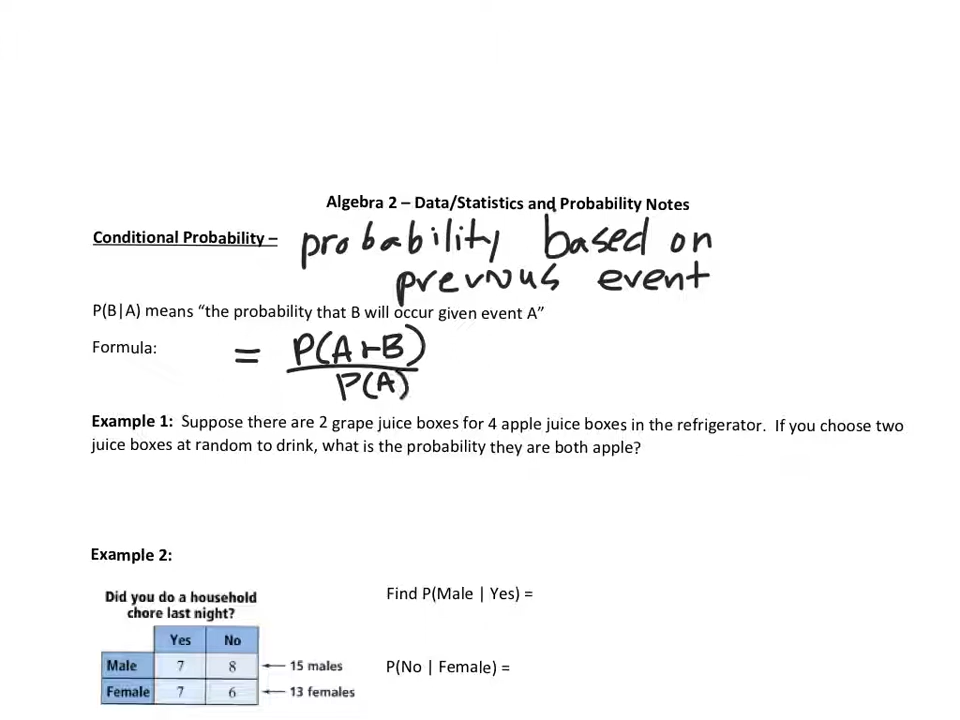 Algebra 2 – Data/Statistics and Probability Notes
Conditional Probability – probability based on
previous event
P(B|A) means “the probability that B will occur given event A”
Formula: = P(A+B)
P(A)
Example 1: Suppose there are 2 grape juice boxes for 4 apple juice boxes in the refrigerator. If you choose two
juice boxes at random to drink, what is the probability they are both apple?
Example 2:
Did you do a household
chore last night?
Find P(Male | Yes) =
Yes No
Male 7 8 ← 15 males
P(No | Female) =
Female 7 6 ← 13 females